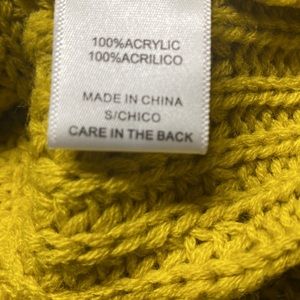 100%ACRYLIC
100%ACRILICO
MADE IN CHINA
S/CHICO
CARE IN THE BACK